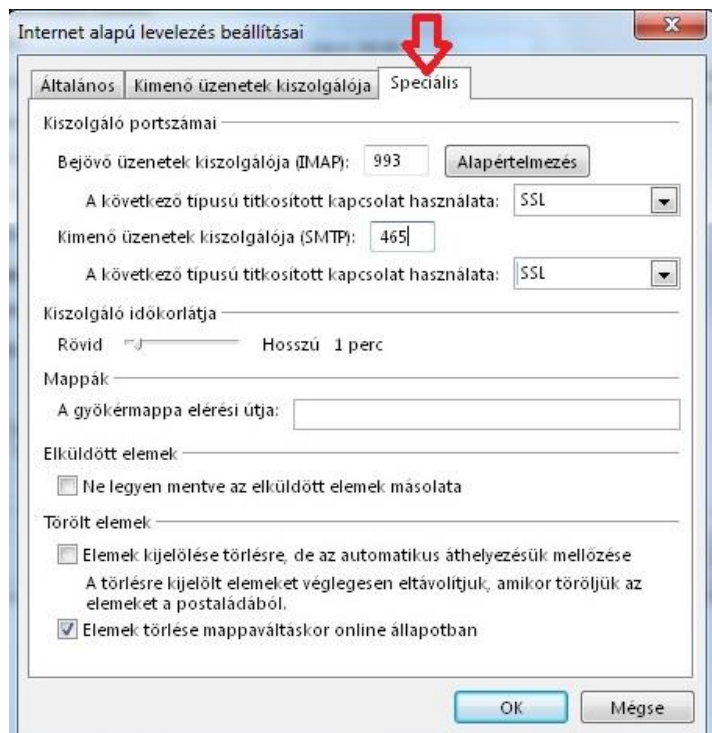 Internet alapú levelezés beállításai
Általános Kimenő üzenetek kiszolgálója Speciális
Kiszolgáló portszámai
Bejövő üzenetek kiszolgálója (IMAP): 993 Alapértelmezés
A következő típusú titkosított kapcsolat használata: SSL
Kimenő üzenetek kiszolgálója (SMTP): 465
A következő típusú titkosított kapcsolat használata: SSL
Kiszolgáló időkorlátja
Rövid Hosszú 1 perc
Mappák
A gyökérmappa elérési útja:
Elküldött elemek
Ne legyen mentve az elküldött elemek másolata
Törölt elemek
Elemek kijelölése törlésre, de az automatikus áthelyezésük mellőzése
A törlésre kijelölt elemeket véglegesen eltávolítjuk, amikor töröljük az
elemeket a postaládából.
Elemek törlése mappaváltáskor online állapotban
OK Mégse